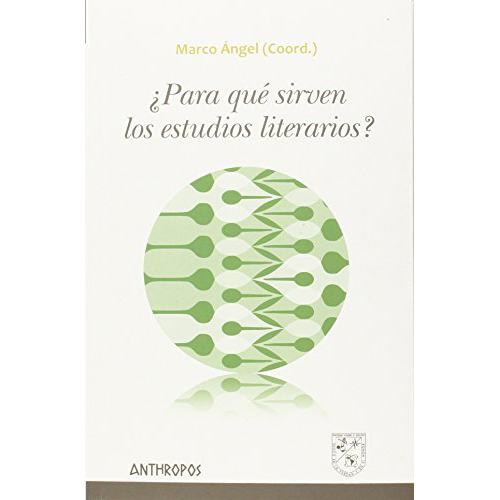 Marco Ángel (Coord.)
¿Para qué sirven
los estudios literarios?
ANTHROPOS